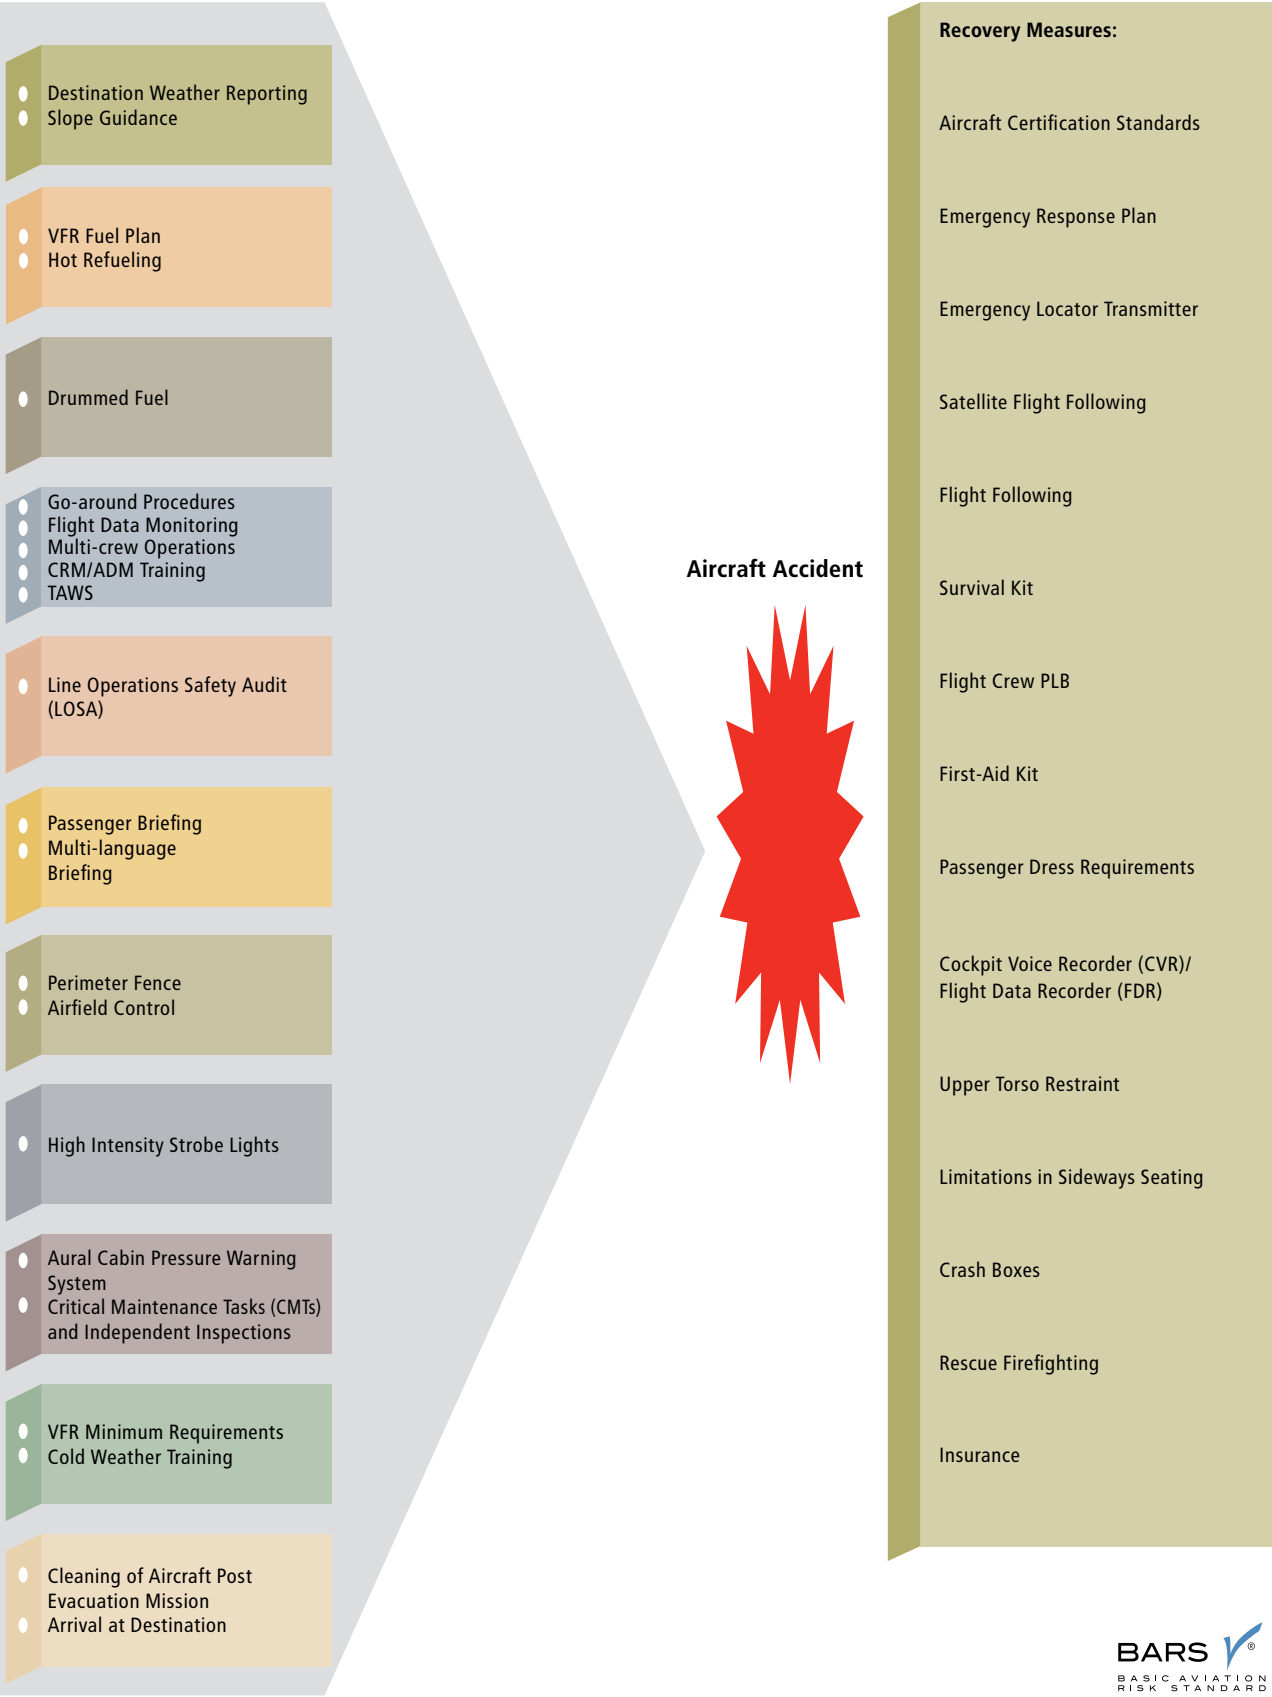 Destination Weather Reporting
Slope Guidance
VFR Fuel Plan
Hot Refueling
Drummed Fuel
Go-around Procedures
Flight Data Monitoring
Multi-crew Operations
CRM/ADM Training
TAWS
Line Operations Safety Audit
(LOSA)
Passenger Briefing
Multi-language
Briefing
Perimeter Fence
Airfield Control
High Intensity Strobe Lights
Aural Cabin Pressure Warning
System
Critical Maintenance Tasks (CMTs)
and Independent Inspections
VFR Minimum Requirements
Cold Weather Training
Cleaning of Aircraft Post
Evacuation Mission
Arrival at Destination
Aircraft Accident
Recovery Measures:
Aircraft Certification Standards
Emergency Response Plan
Emergency Locator Transmitter
Satellite Flight Following
Flight Following
Survival Kit
Flight Crew PLB
First-Aid Kit
Passenger Dress Requirements
Cockpit Voice Recorder (CVR)/
Flight Data Recorder (FDR)
Upper Torso Restraint
Limitations in Sideways Seating
Crash Boxes
Rescue Firefighting
Insurance
BARS ®
BASIC AVIATION
RISK STANDARD